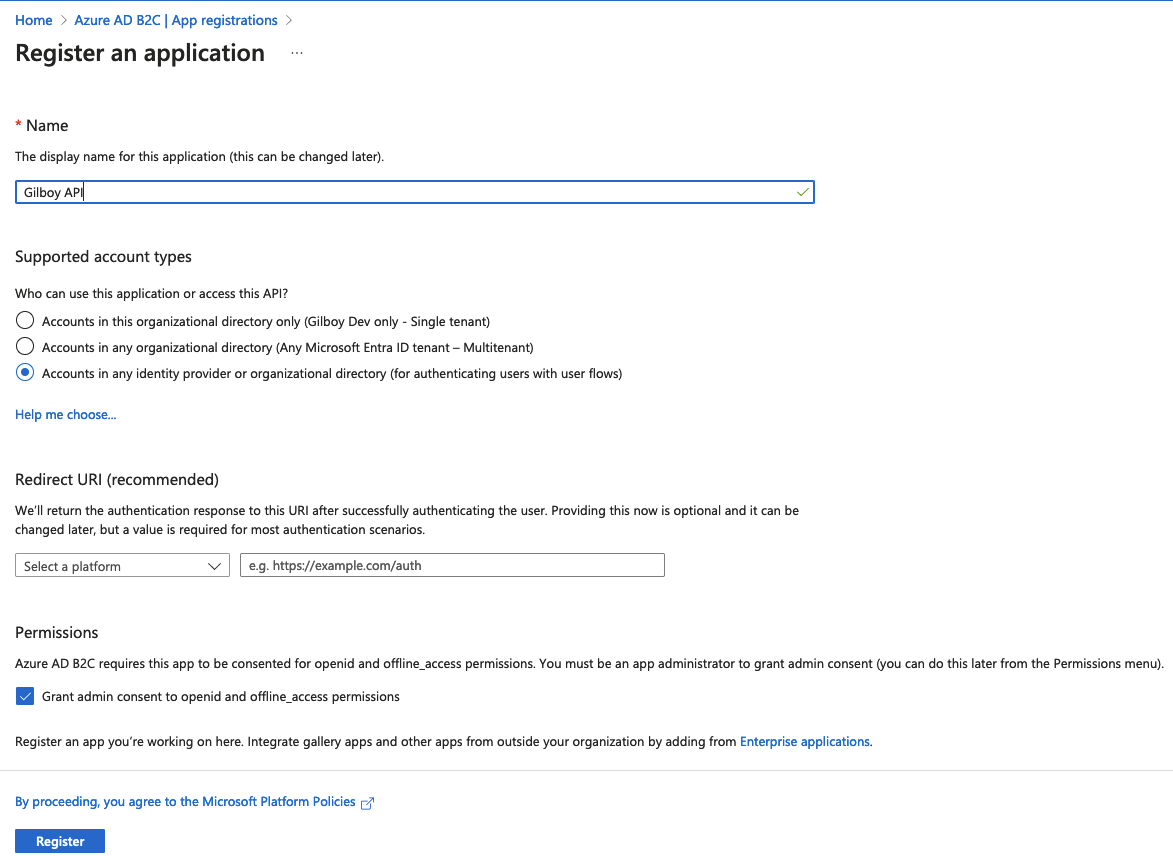 Home > Azure AD B2C | App registrations >
Register an application ...
* Name
The display name for this application (this can be changed later).
Gilboy API
Supported account types
Who can use this application or access this API?
Accounts in this organizational directory only (Gilboy Dev only - Single tenant)
Accounts in any organizational directory (Any Microsoft Entra ID tenant – Multitenant)
Accounts in any identity provider or organizational directory (for authenticating users with user flows)
Help me choose...
Redirect URI (recommended)
We'll return the authentication response to this URI after successfully authenticating the user. Providing this now is optional and it can be
changed later, but a value is required for most authentication scenarios.
Select a platform
e.g. https://example.com/auth
Permissions
Azure AD B2C requires this app to be consented for openid and offline_access permissions. You must be an app administrator to grant admin consent (you can do this later from the Permissions menu).
Grant admin consent to openid and offline_access permissions
Register an app you're working on here. Integrate gallery apps and other apps from outside your organization by adding from Enterprise applications.
By proceeding, you agree to the Microsoft Platform Policies
Register